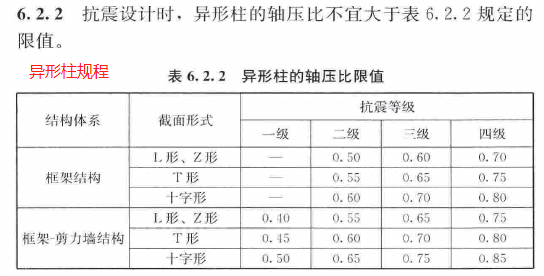 6.2.2 抗震设计时，异形柱的轴压比不宜大于表 6.2.2 规定的
限值。
异形柱规程
表 6.2.2 异形柱的轴压比限值
结构体系 截面形式 抗震等级
一级 二级 三级 四级
框架结构 L 形、Z 形 — 0.50 0.60 0.70
T 形 — 0.55 0.65 0.75
十字形 — 0.60 0.70 0.80
框架-剪力墙结构 L 形、Z 形 0.40 0.55 0.65 0.75
T 形 0.45 0.60 0.70 0.80
十字形 0.50 0.65 0.75 0.85